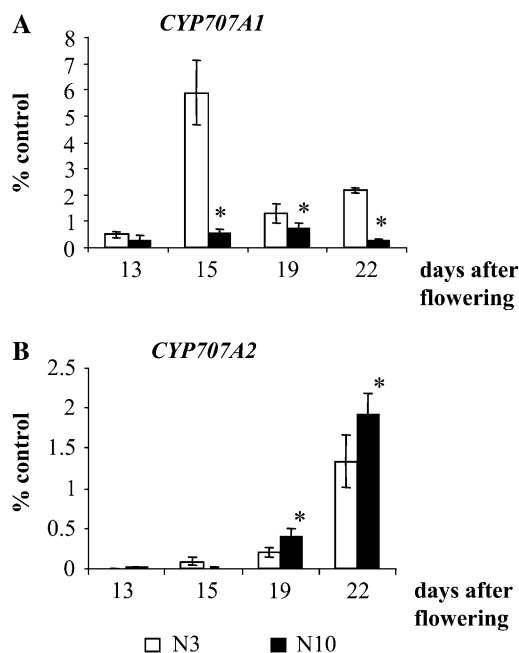 A CYP707A1
8
7
6
5
4
3
2
1
0
% control
* * *
13 15 19 22
days after
flowering
B CYP707A2
2.5
2
1.5
1
0.5
0
% control
* *
13 15 19 22
days after
flowering
N3 N10